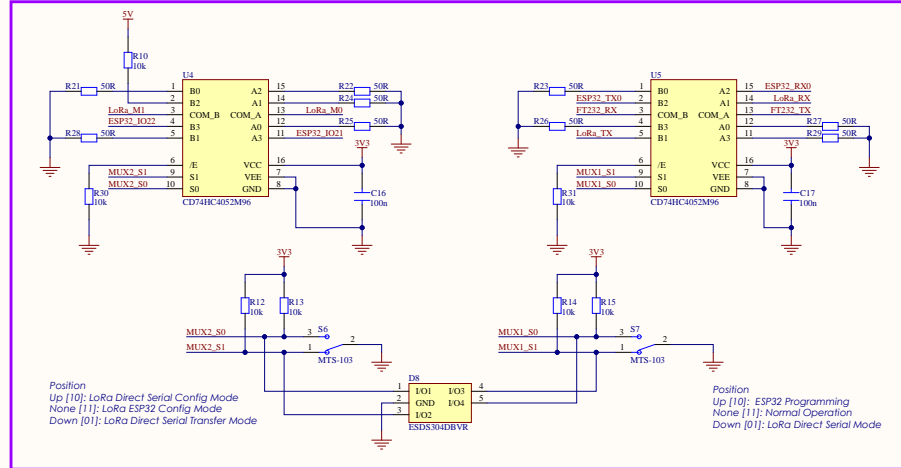 5V
R10
10k
U4
R21 50R
1 B0 A2 15
R22 50R
2 B2 A1 14
R24 50R
LoRa_M1 3 COM_B COM_A 13 LoRa_M0
ESP32_IO22 4 B3 A0 12
R25 50R
R28 50R
5 B1 A3 11 ESP32_IO21
3V3
6 /E VCC 16
MUX2_S1 9 S1 VEE 7
MUX2_S0 10 S0 GND 8
R30
10k
C16
100n
CD74HC4052M96
U5
R23 50R
1 B0 A2 15 ESP32_RX0
ESP32_TX0 2 B2 A1 14 LoRa_RX
FT232_RX 3 COM_B COM_A 13 FT232_TX
R26 50R
4 B3 A0 12
R27 50R
LoRa_TX 5 B1 A3 11
R29 50R
3V3
6 /E VCC 16
MUX1_S1 9 S1 VEE 7
MUX1_S0 10 S0 GND 8
R31
10k
C17
100n
CD74HC4052M96
3V3
R12
10k
R13
10k
MUX2_S0 3 S6
MUX2_S1 1 2
MTS-103
3V3
R14
10k
R15
10k
MUX1_S0 3 S7
MUX1_S1 1 2
MTS-103
D8
1 I/O1 I/O3 4
2 GND I/O4 5
3 I/O2
ESDS304DBVR
Position
Up [10]: LoRa Direct Serial Config Mode
None [11]: LoRa ESP32 Config Mode
Down [01]: LoRa Direct Serial Transfer Mode
Position
Up [10]: ESP32 Programming
None [11]: Normal Operation
Down [01]: LoRa Direct Serial Mode